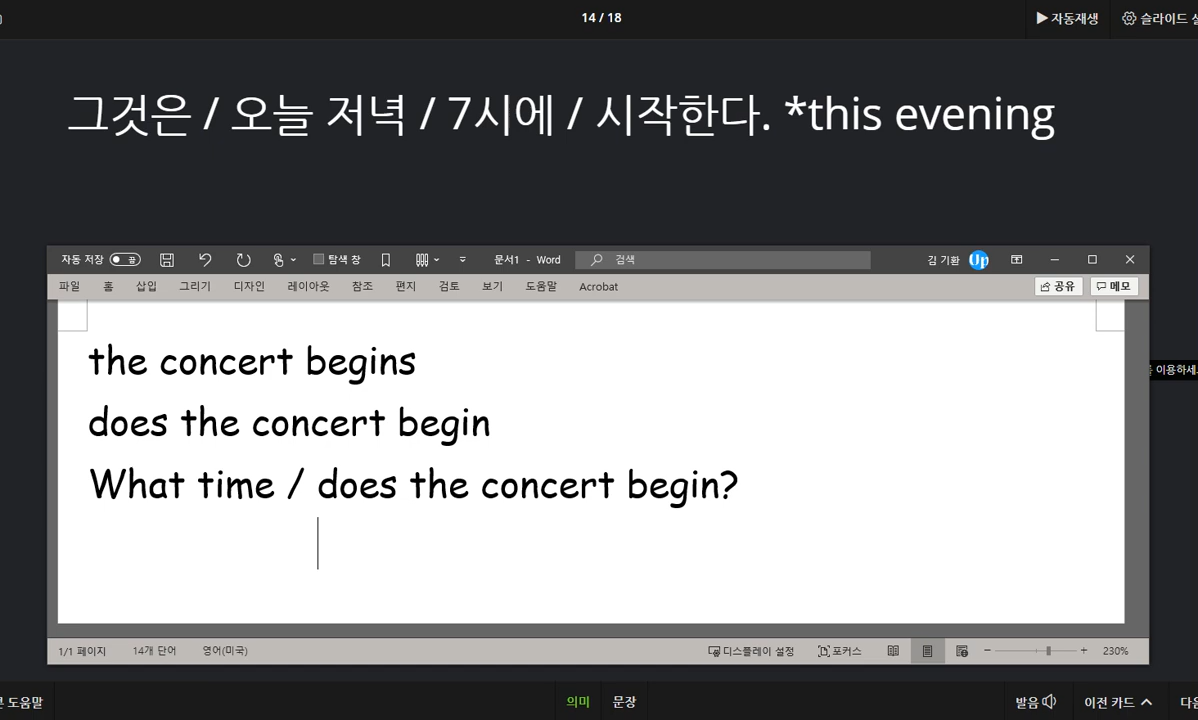 14 / 18
▶ 자동재생
슬라이드
그것은 / 오늘 저녁 / 7시에 / 시작한다. *this evening
자동 저장 끔
탐색 창
문서1 - Word
검색
김 기환
Up
파일 홈 삽입 그리기 디자인 레이아웃 참조 편지 검토 보기 도움말 Acrobat
공유 메모
the concert begins
이용하세
does the concert begin
What time / does the concert begin?
1/1 페이지 14개 단어 영어(미국) 디스플레이 설정 포커스 - + 230%
도움말 의미 문장 발음 이전 카드